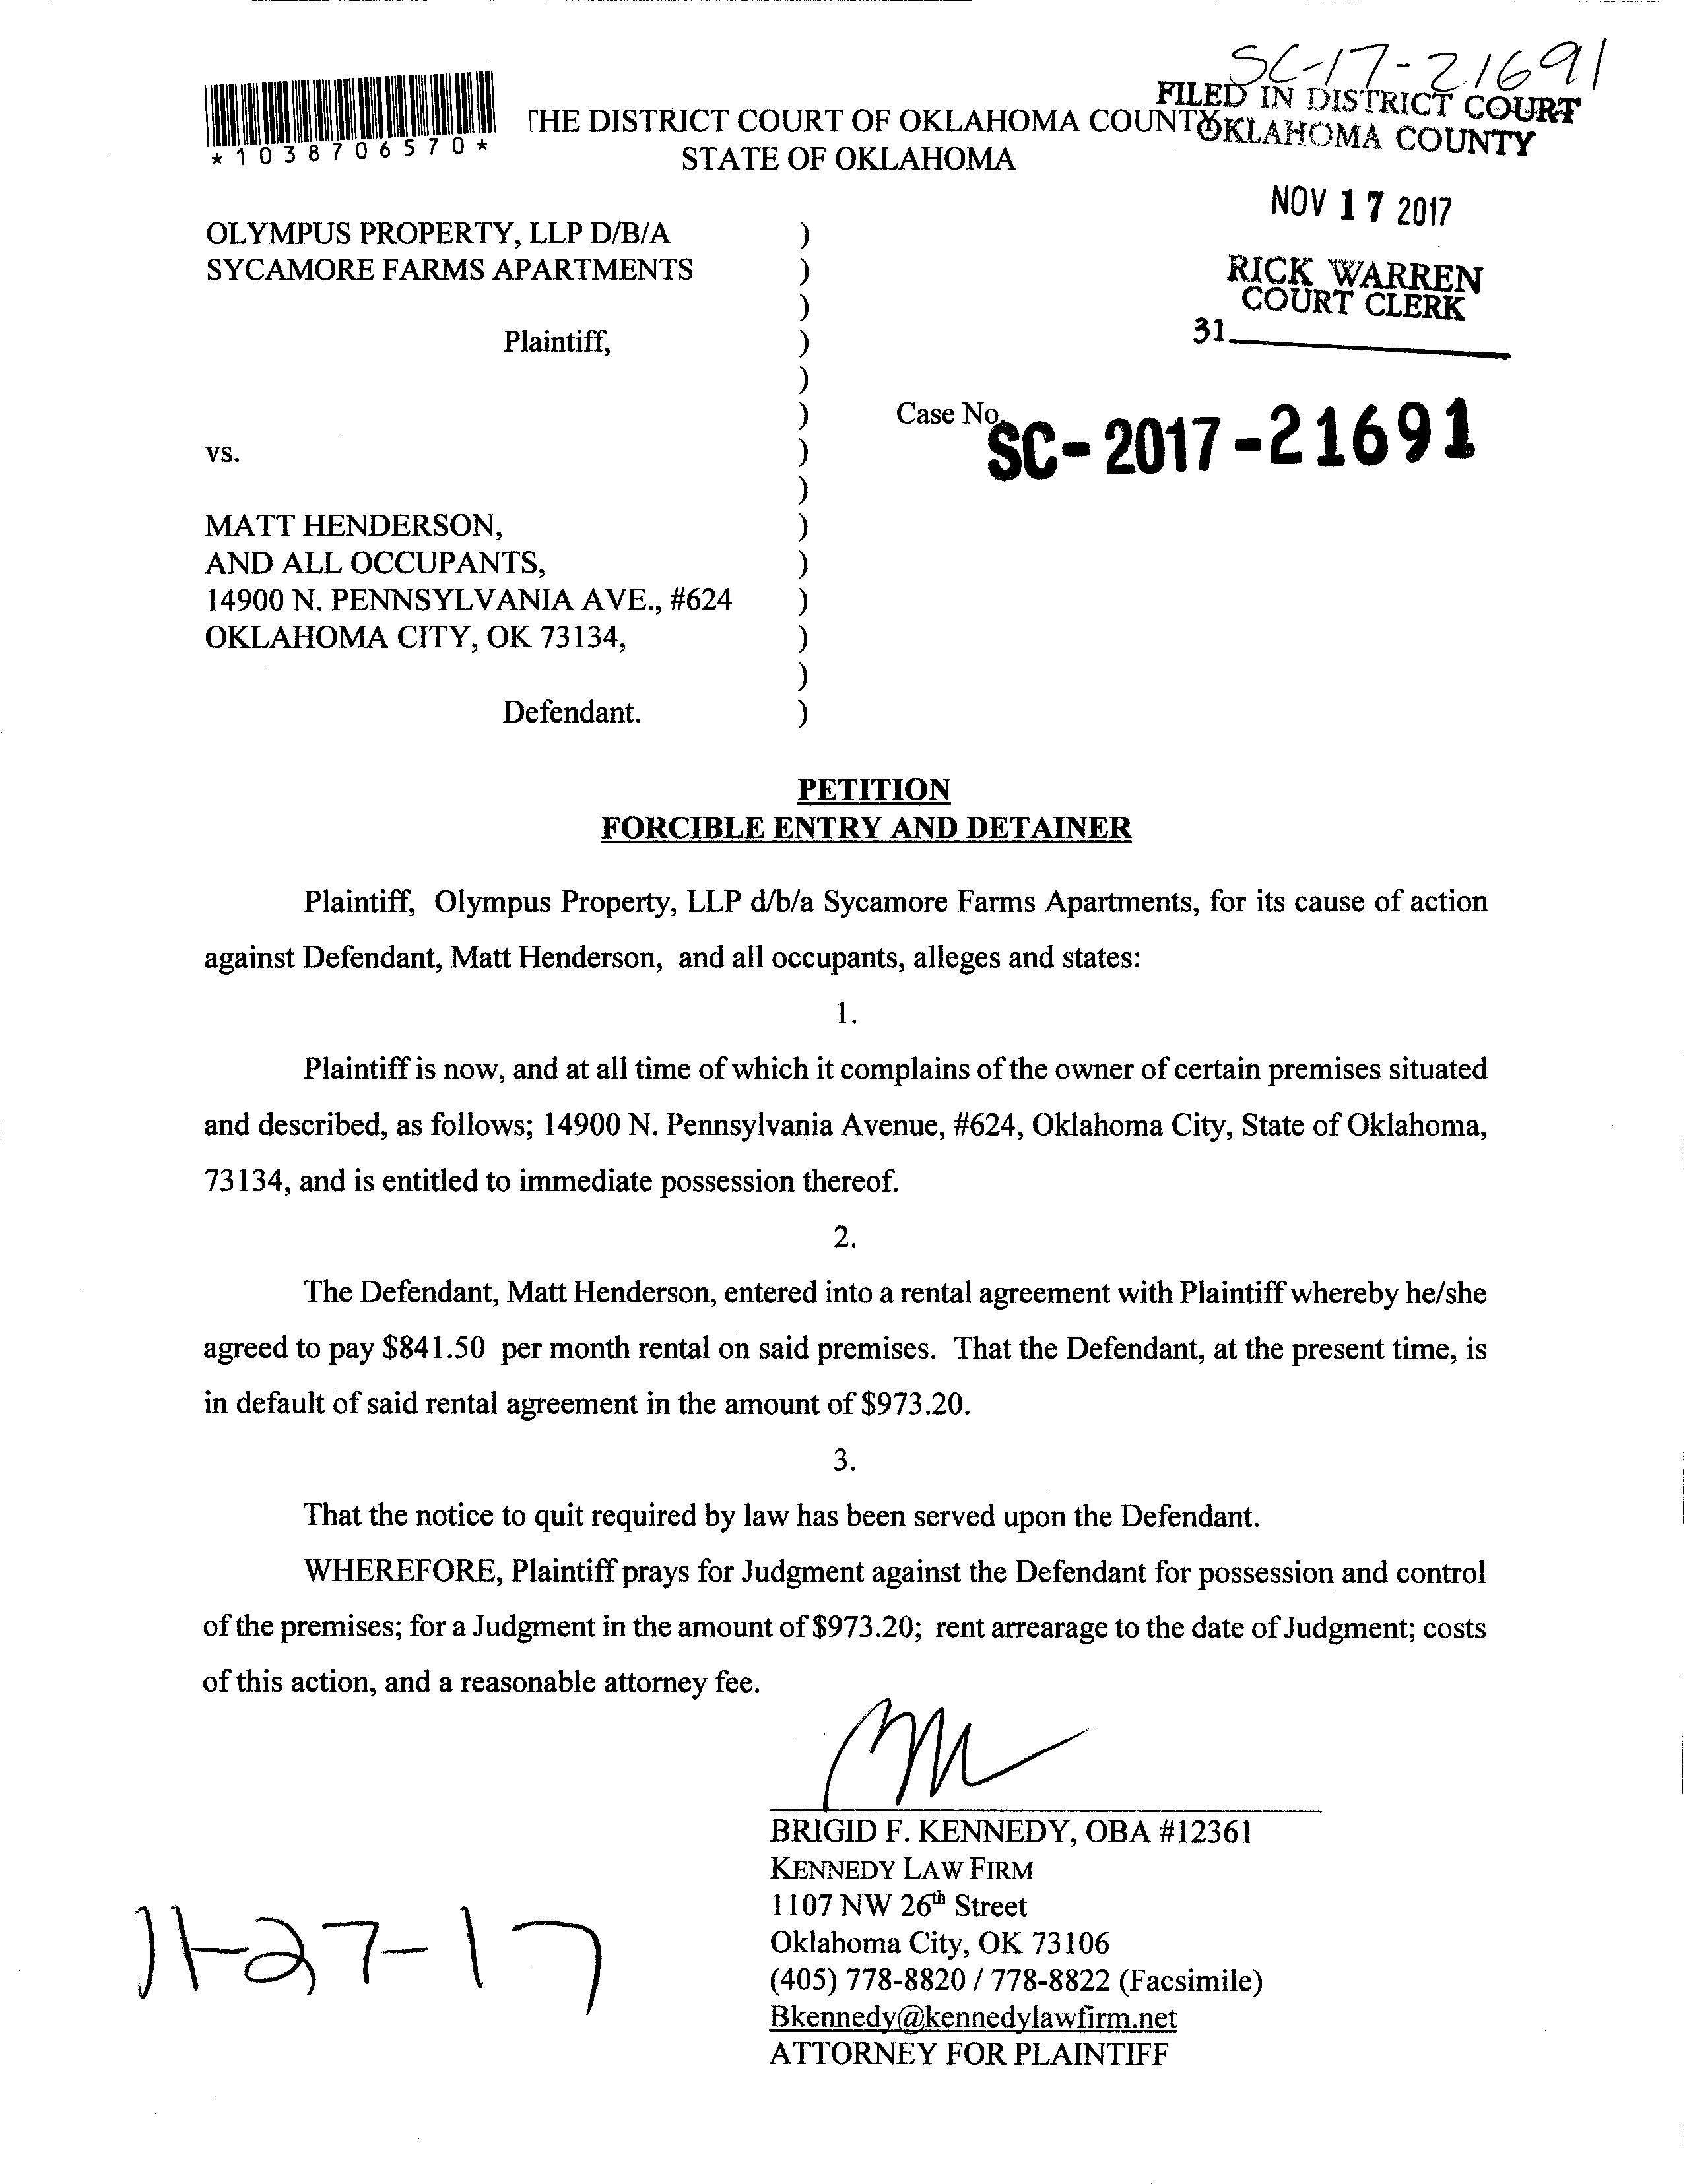 SC-17-21691
FILED IN DISTRICT COURT
OKLAHOMA COUNTY
*1038706570*
THE DISTRICT COURT OF OKLAHOMA COUNTY
STATE OF OKLAHOMA
NOV 17 2017
RICK WARREN
COURT CLERK
31
OLYMPUS PROPERTY, LLP D/B/A )
SYCAMORE FARMS APARTMENTS )
)
Plaintiff, )
)
) Case No.
SC-2017-21691
vs. )
)
MATT HENDERSON, )
AND ALL OCCUPANTS, )
14900 N. PENNSYLVANIA AVE., #624 )
OKLAHOMA CITY, OK 73134, )
)
Defendant. )
PETITION
FORCIBLE ENTRY AND DETAINER
Plaintiff, Olympus Property, LLP d/b/a Sycamore Farms Apartments, for its cause of action
against Defendant, Matt Henderson, and all occupants, alleges and states:
1.
Plaintiff is now, and at all time of which it complains of the owner of certain premises situated
and described, as follows; 14900 N. Pennsylvania Avenue, #624, Oklahoma City, State of Oklahoma,
73134, and is entitled to immediate possession thereof.
2.
The Defendant, Matt Henderson, entered into a rental agreement with Plaintiff whereby he/she
agreed to pay $841.50 per month rental on said premises. That the Defendant, at the present time, is
in default of said rental agreement in the amount of $973.20.
3.
That the notice to quit required by law has been served upon the Defendant.
WHEREFORE, Plaintiff prays for Judgment against the Defendant for possession and control
of the premises; for a Judgment in the amount of $973.20; rent arrearage to the date of Judgment; costs
of this action, and a reasonable attorney fee.
BRIGID F. KENNEDY, OBA #12361
KENNEDY LAW FIRM
1107 NW 26th Street
Oklahoma City, OK 73106
(405) 778-8820 / 778-8822 (Facsimile)
Bkennedy@kennedylawfirm.net
ATTORNEY FOR PLAINTIFF
11-27-17